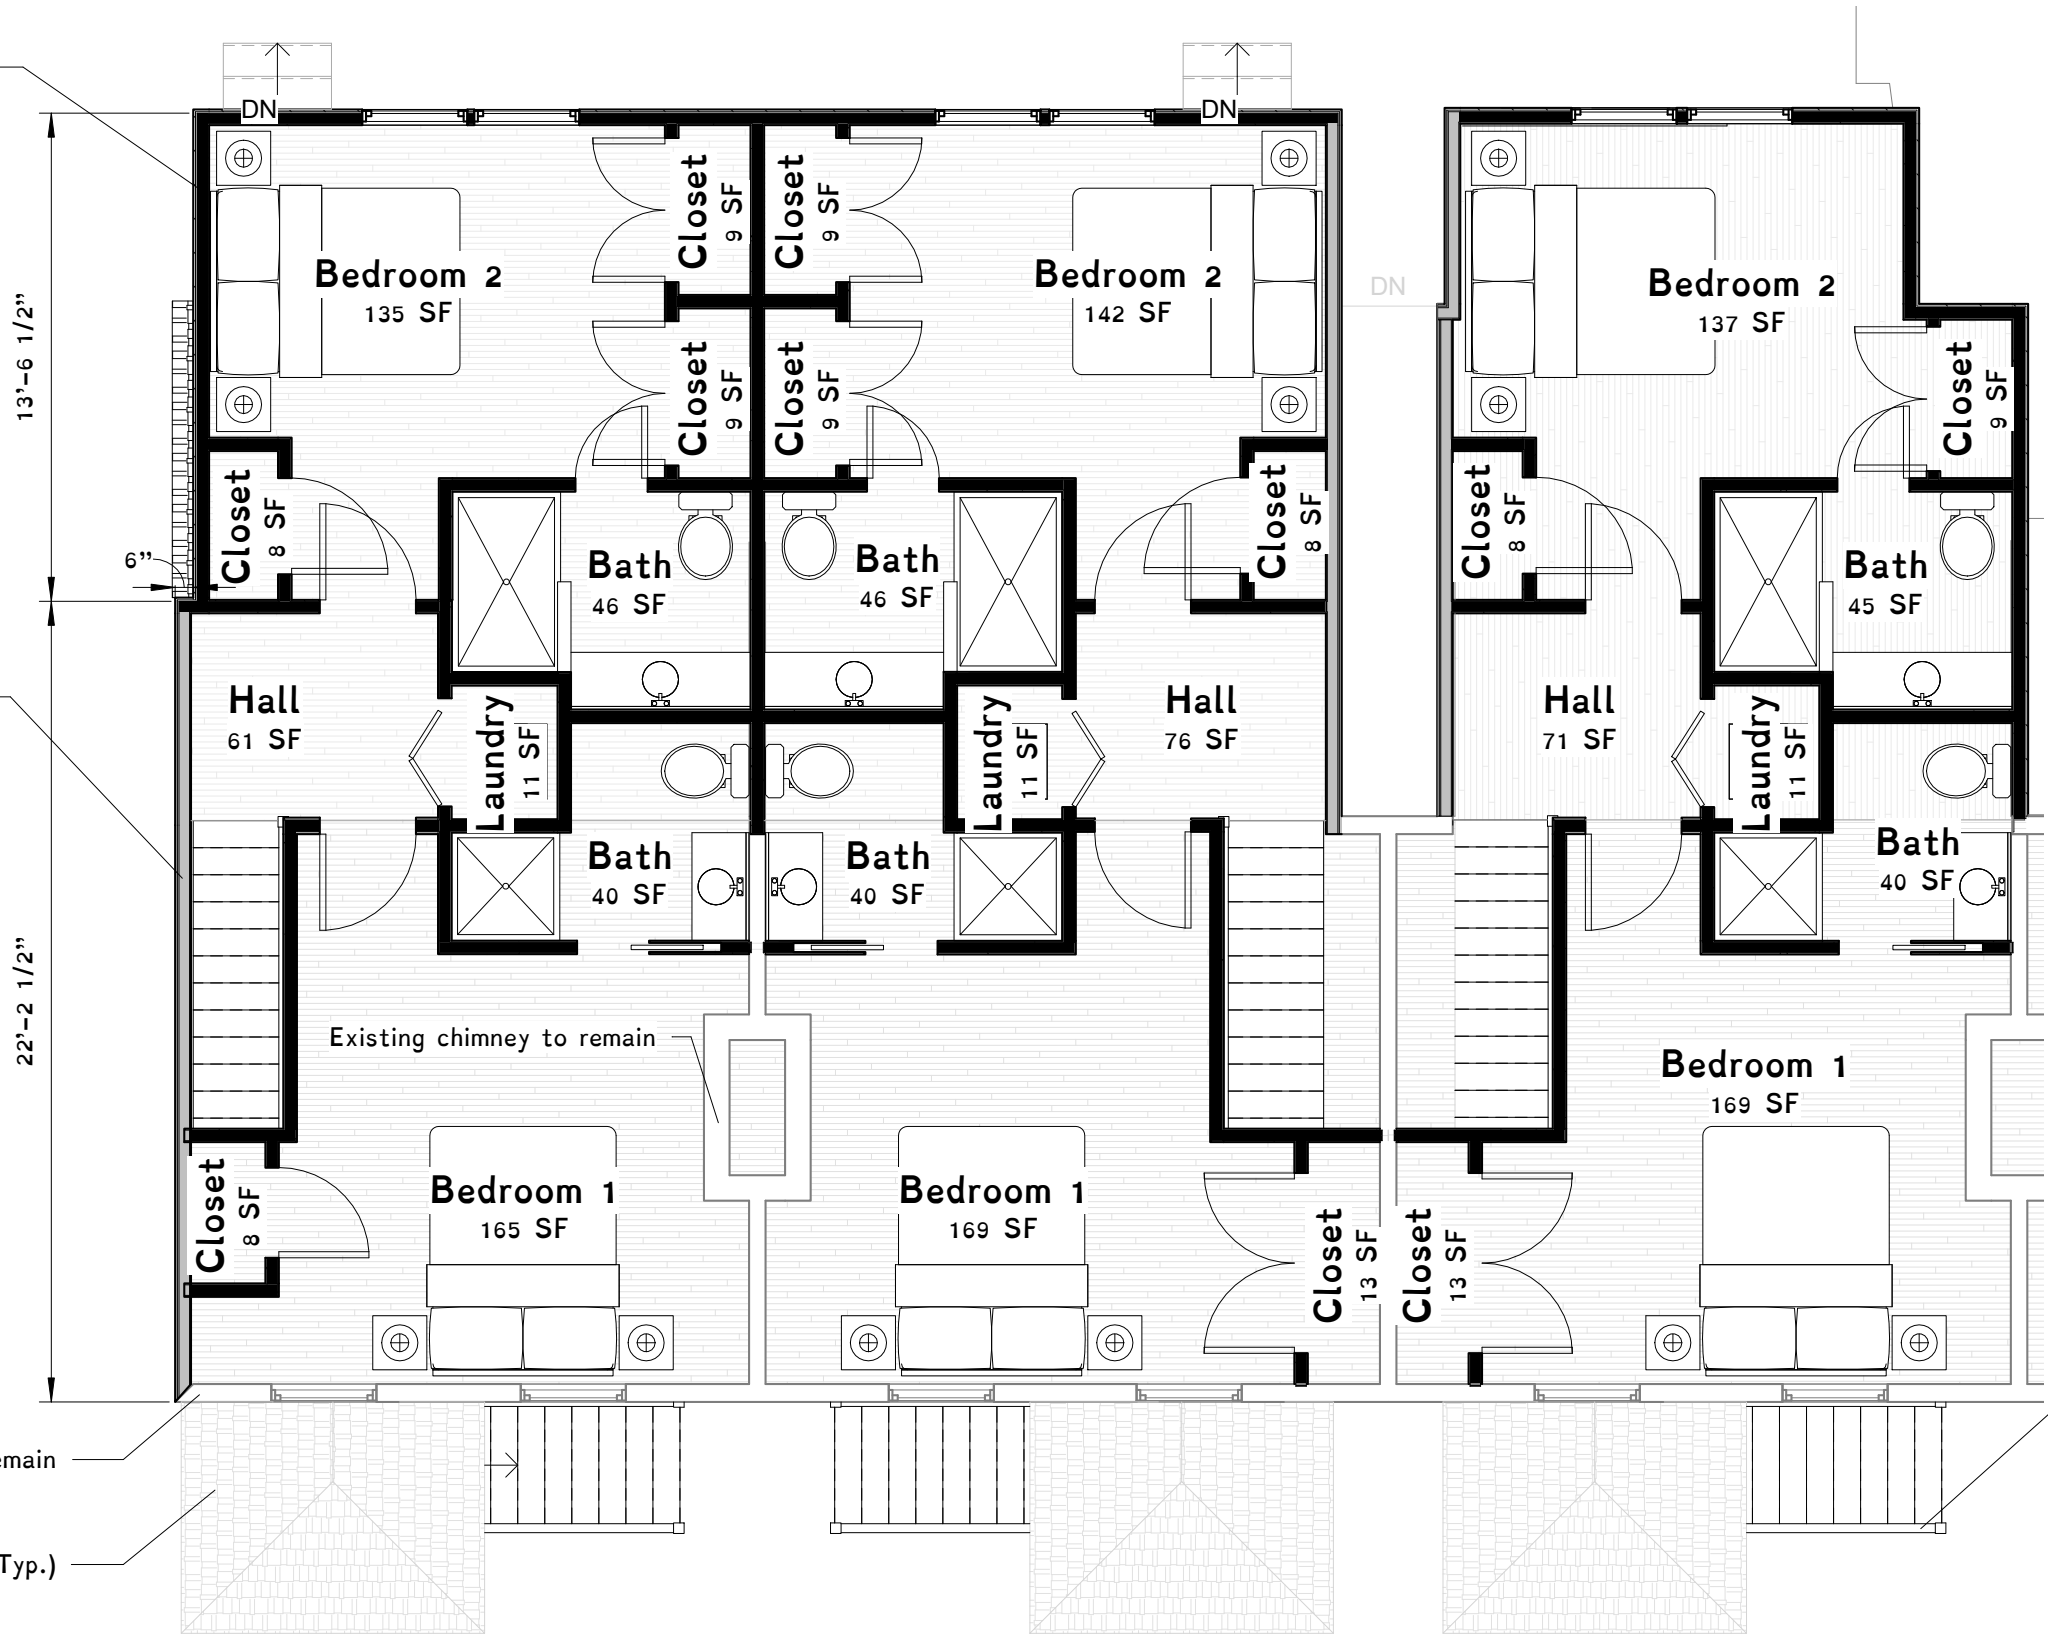 DN
DN
Closet
9 SF
Closet
9 SF
Bedroom 2
135 SF
Bedroom 2
142 SF
Bedroom 2
137 SF
DN
13'-6 1/2"
Closet
9 SF
Closet
9 SF
Closet
9 SF
Closet
8 SF
Closet
8 SF
Closet
8 SF
6"
Bath
46 SF
Bath
46 SF
Bath
45 SF
Hall
61 SF
Laundry
11 SF
Laundry
11 SF
Hall
76 SF
Hall
71 SF
Laundry
11 SF
Bath
40 SF
Bath
40 SF
Bath
40 SF
22'-2 1/2"
Existing chimney to remain
Bedroom 1
169 SF
Closet
8 SF
Bedroom 1
165 SF
Bedroom 1
169 SF
Closet
13 SF
Closet
13 SF
Typ.)